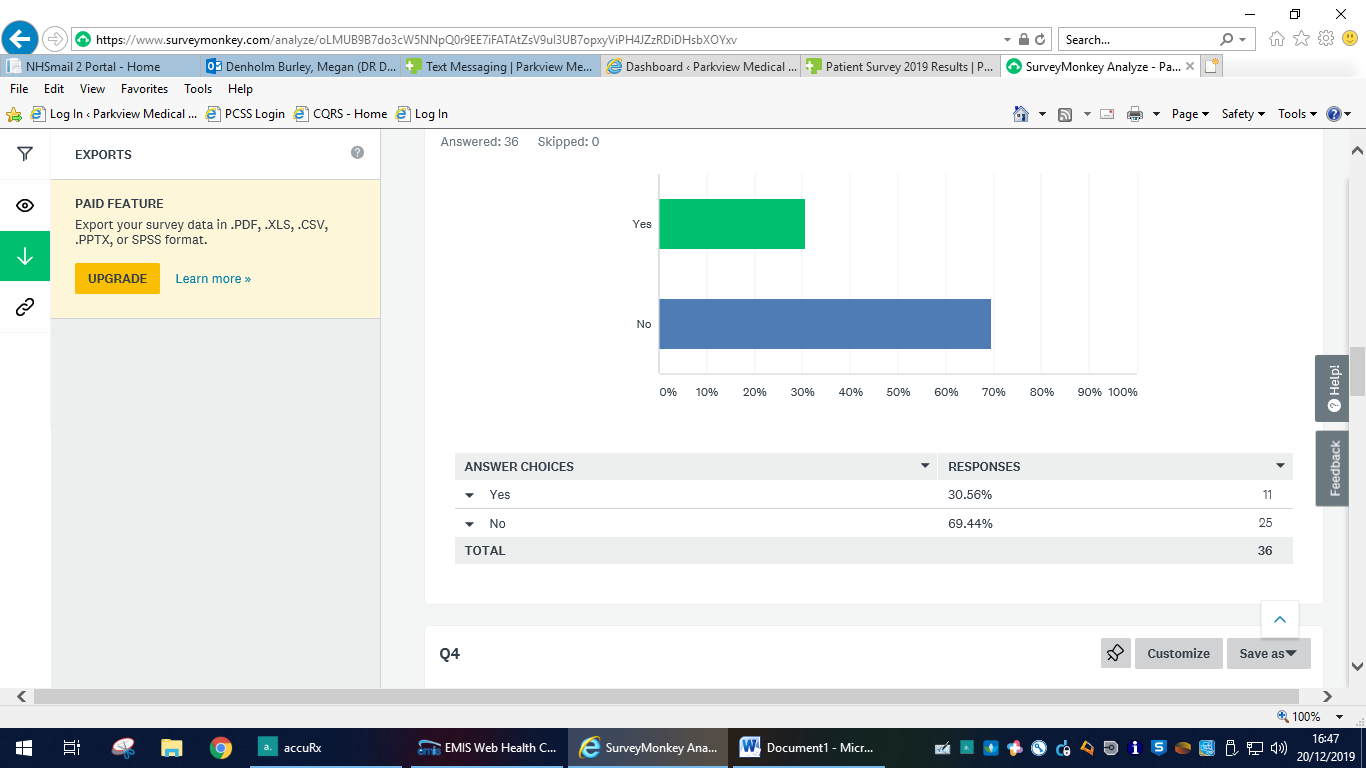 https://www.surveymonkey.com/analyze/oLMUB9B7do3cW5NNpQ0r9EE7iFATAtZsV9ul3UB7opxyViPH4JZzRDiDHsbXOYxv
Search...
NHSmail 2 Portal - Home
Denholm Burley, Megan (DR D...
Text Messaging | Parkview Me...
Dashboard ‹ Parkview Medical ...
Patient Survey 2019 Results | P...
SurveyMonkey Analyze - Pa...
File Edit View Favorites Tools Help
Log In ‹ Parkview Medical ... PCSS Login CQRS - Home Log In
Page Safety Tools
EXPORTS
PAID FEATURE
Export your survey data in .PDF, .XLS, .CSV,
.PPTX, or SPSS format.
UPGRADE Learn more »
Answered: 36 Skipped: 0
Yes
No
0% 10% 20% 30% 40% 50% 60% 70% 80% 90% 100%
ANSWER CHOICES RESPONSES
Yes 30.56% 11
No 69.44% 25
TOTAL 36
Help!
Feedback
Q4
Customize
Save as
100%
a. accuRx
emis EMIS Web Health C...
SurveyMonkey Ana...
Document1 - Micr...
16:47
20/12/2019